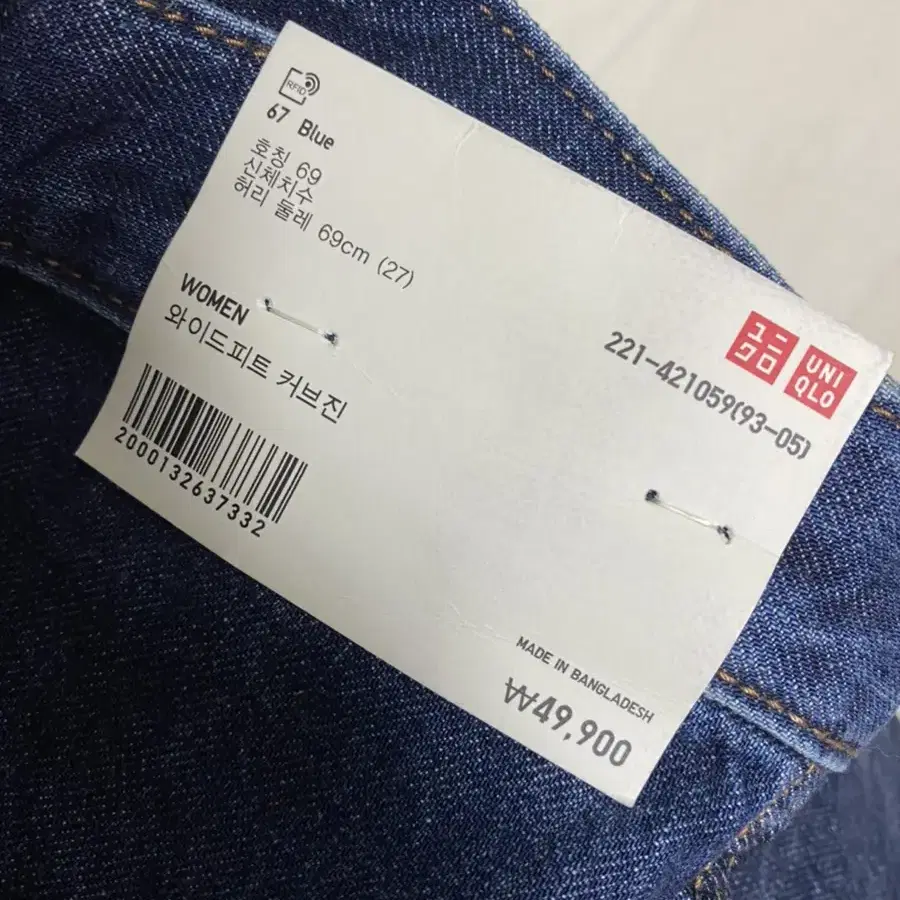 RFID
67 Blue
호칭 69
신체치수
허리 둘레 69cm (27)
WOMEN
와이드피트 커브진
2000132637332
ユニ
クロ
UNI
QLO
221-421059(93-05)
MADE IN BANGLADESH
₩49,900